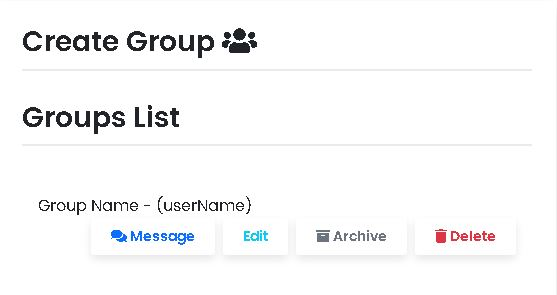 Create Group
Groups List
Group Name - (userName)
Message Edit Archive Delete